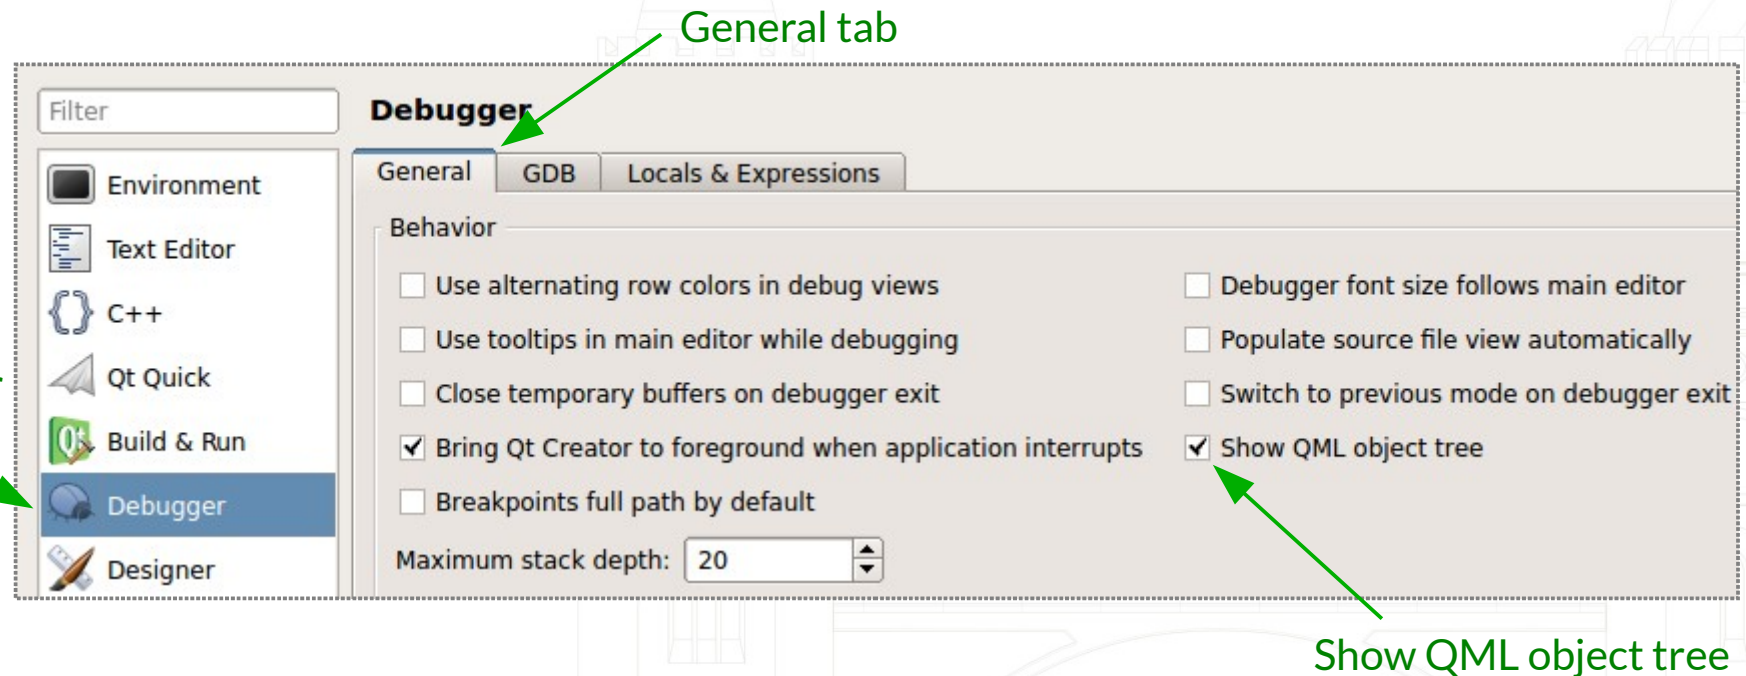 General tab
Filter
Debugger
Environment
Text Editor
C++
Qt Quick
Build & Run
Debugger
Designer
General
GDB
Locals & Expressions
Behavior
Use alternating row colors in debug views
Debugger font size follows main editor
Use tooltips in main editor while debugging
Populate source file view automatically
Close temporary buffers on debugger exit
Switch to previous mode on debugger exit
Bring Qt Creator to foreground when application interrupts
Show QML object tree
Breakpoints full path by default
Maximum stack depth: 20
Show QML object tree